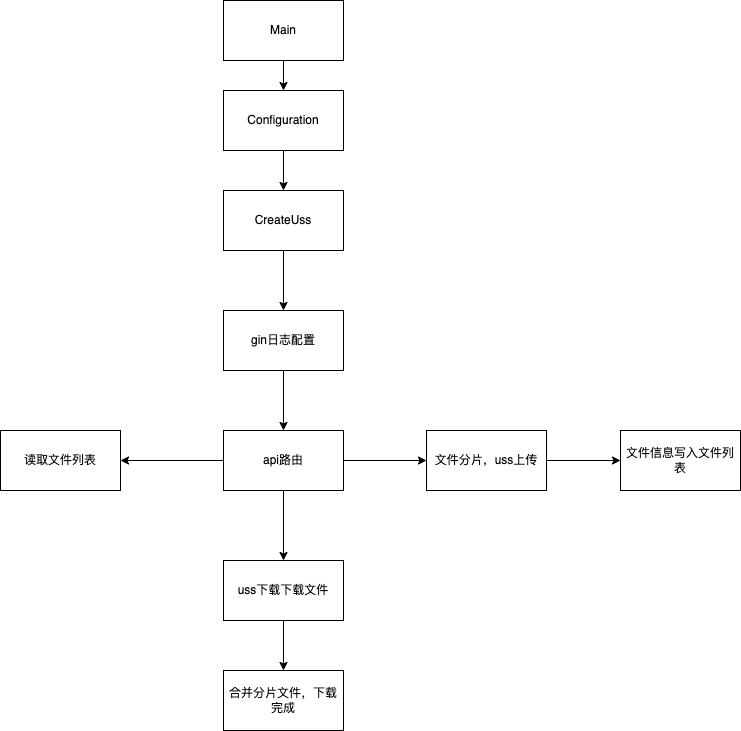 Main
Configuration
CreateUss
gin日志配置
读取文件列表
api路由
文件分片，uss上传
文件信息写入文件列
表
uss下载下载文件
合并分片文件，下载
完成